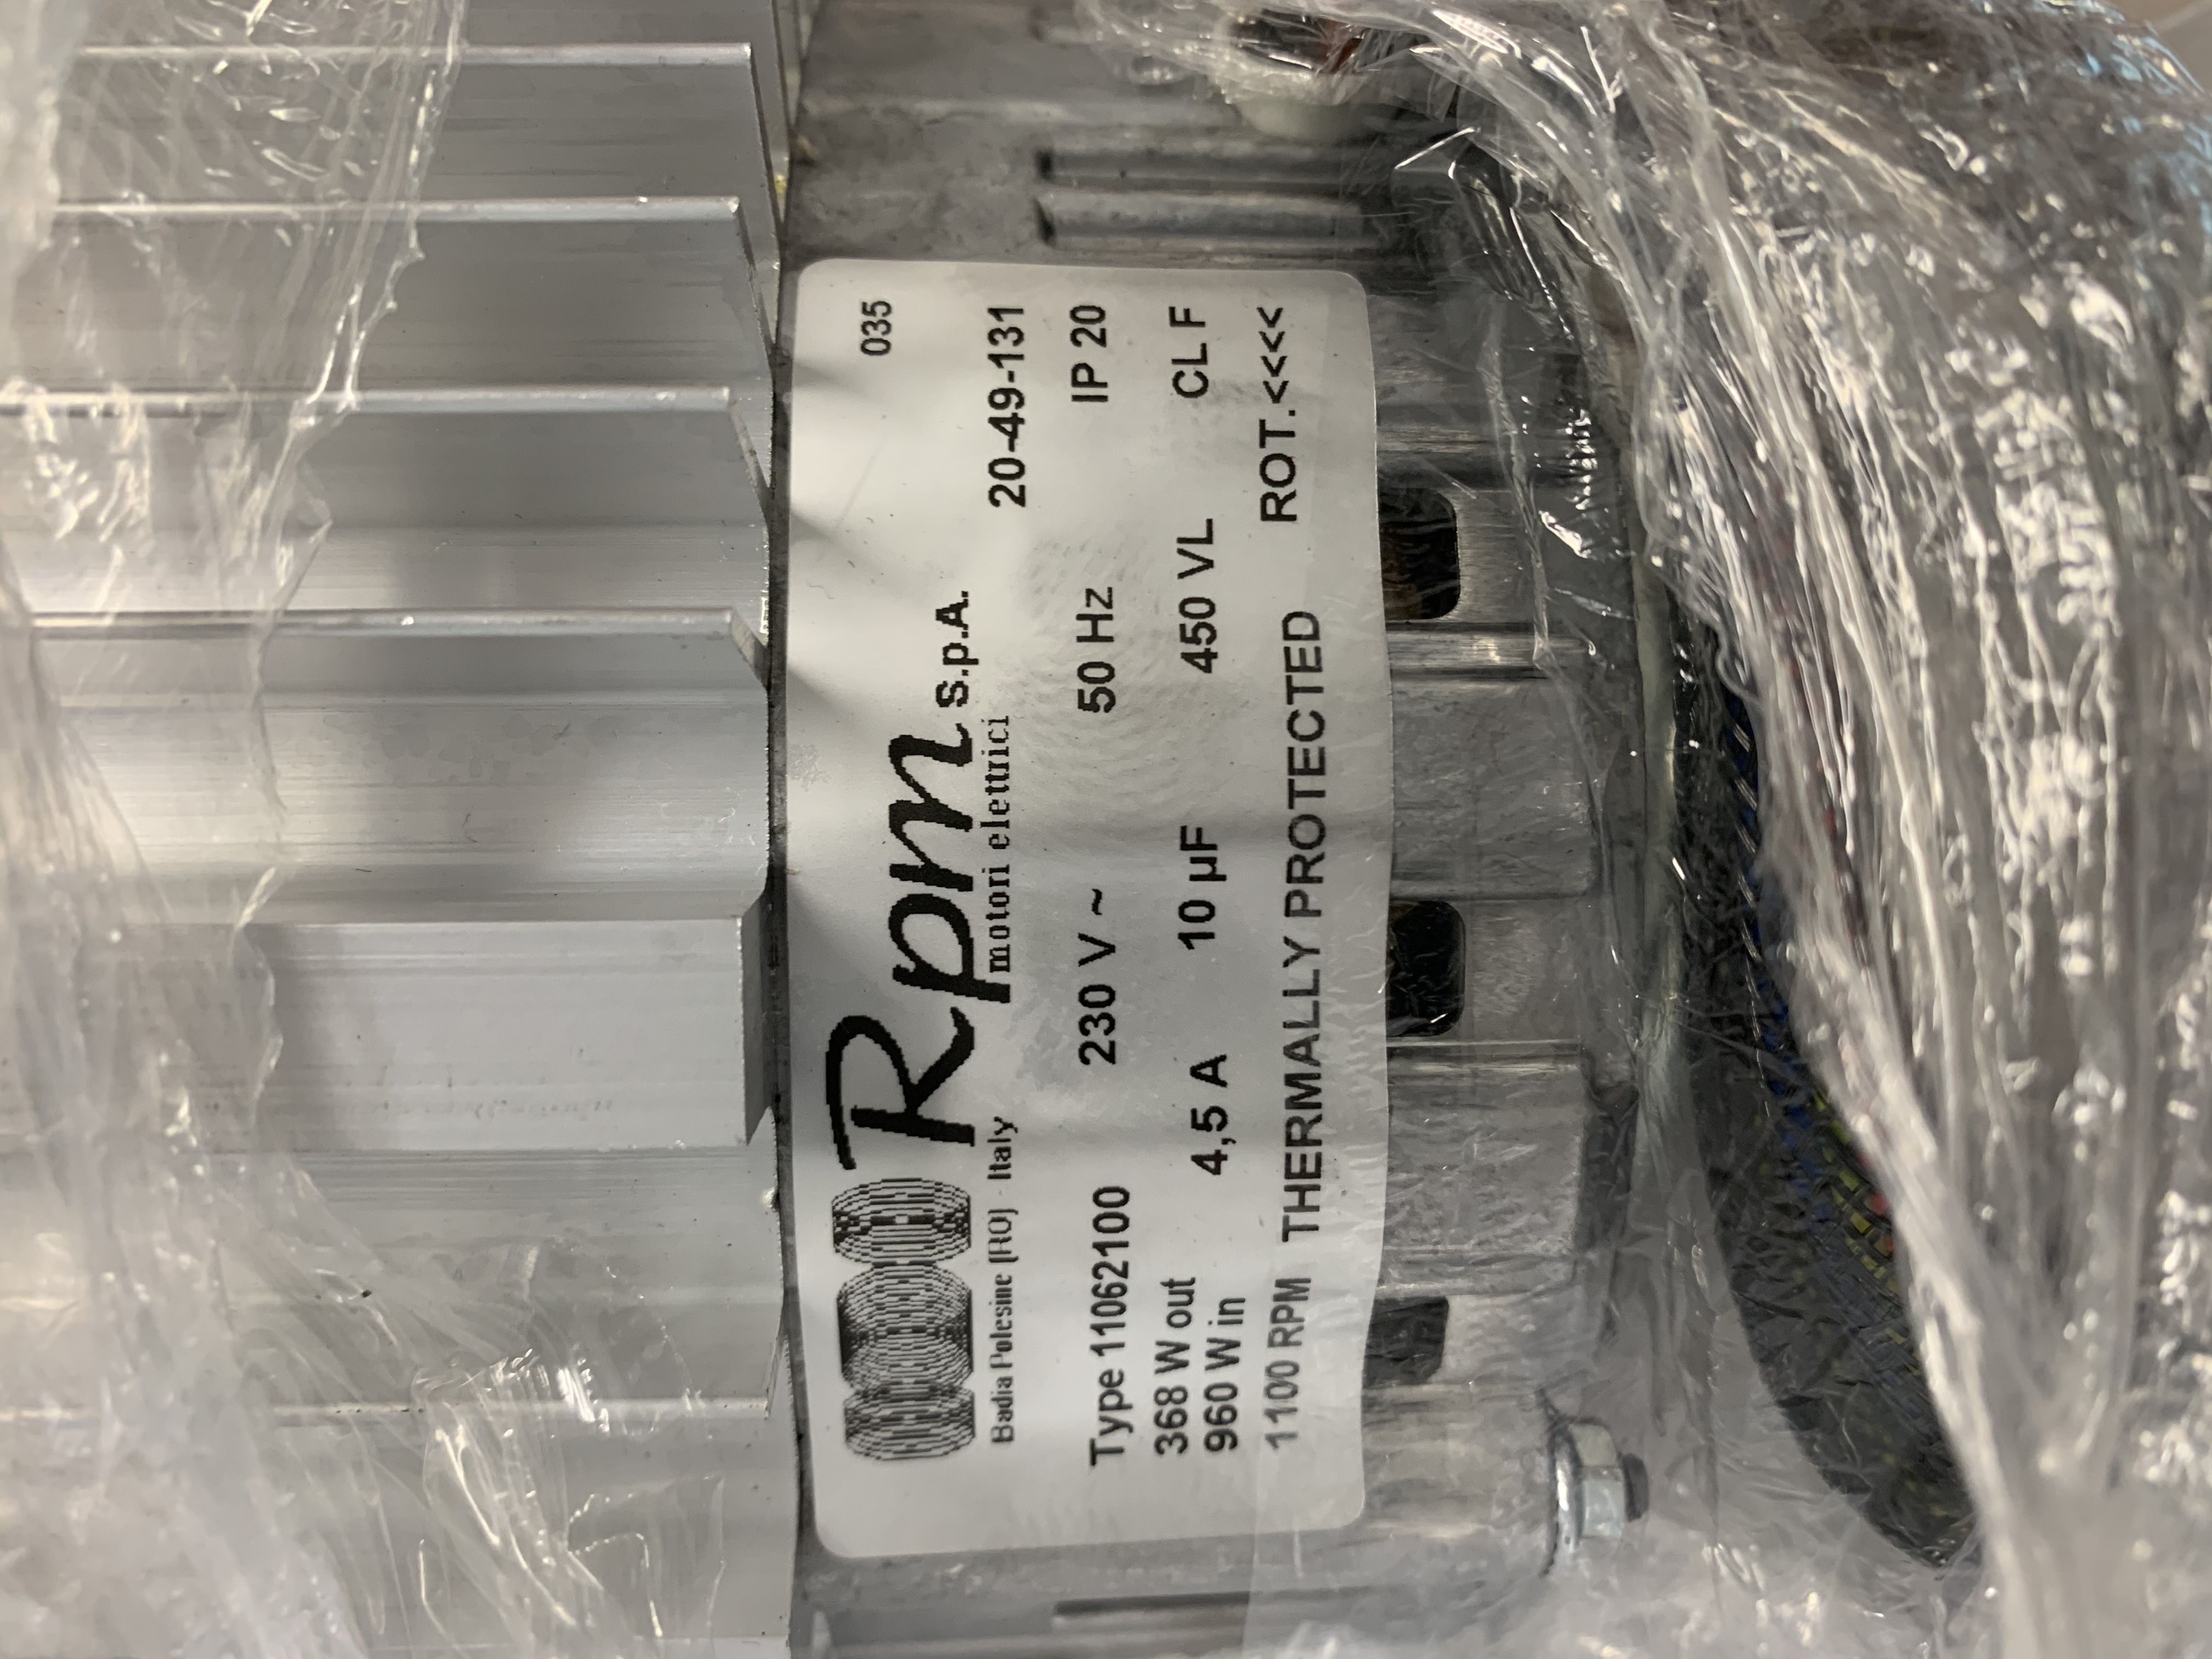 035
Rpm S.p.A.
motori elettrici
Badia Polesine (RO) - Italy
20-49-131
Type 11062100 230 V ~ 50 Hz IP 20
368 W out
960 W in 4,5 A 10 µF 450 VL CL F
1100 RPM THERMALLY PROTECTED ROT.<<<<